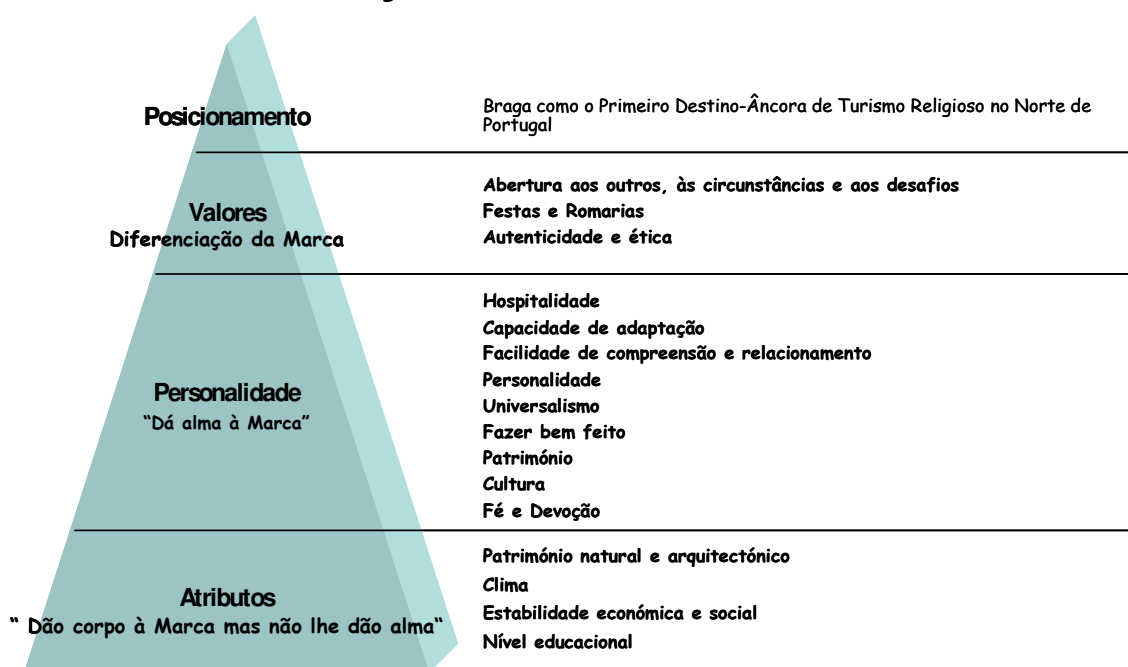 Posicionamento
Braga como o Primeiro Destino-Âncora de Turismo Religioso no Norte de
Portugal
Valores
Diferenciação da Marca
Abertura aos outros, às circunstâncias e aos desafios
Festas e Romarias
Autenticidade e ética
Personalidade
“Dá alma à Marca”
Hospitalidade
Capacidade de adaptação
Facilidade de compreensão e relacionamento
Personalidade
Universalismo
Fazer bem feito
Património
Cultura
Fé e Devoção
Atributos
“ Dão corpo à Marca mas não lhe dão alma“
Património natural e arquitectónico
Clima
Estabilidade económica e social
Nível educacional